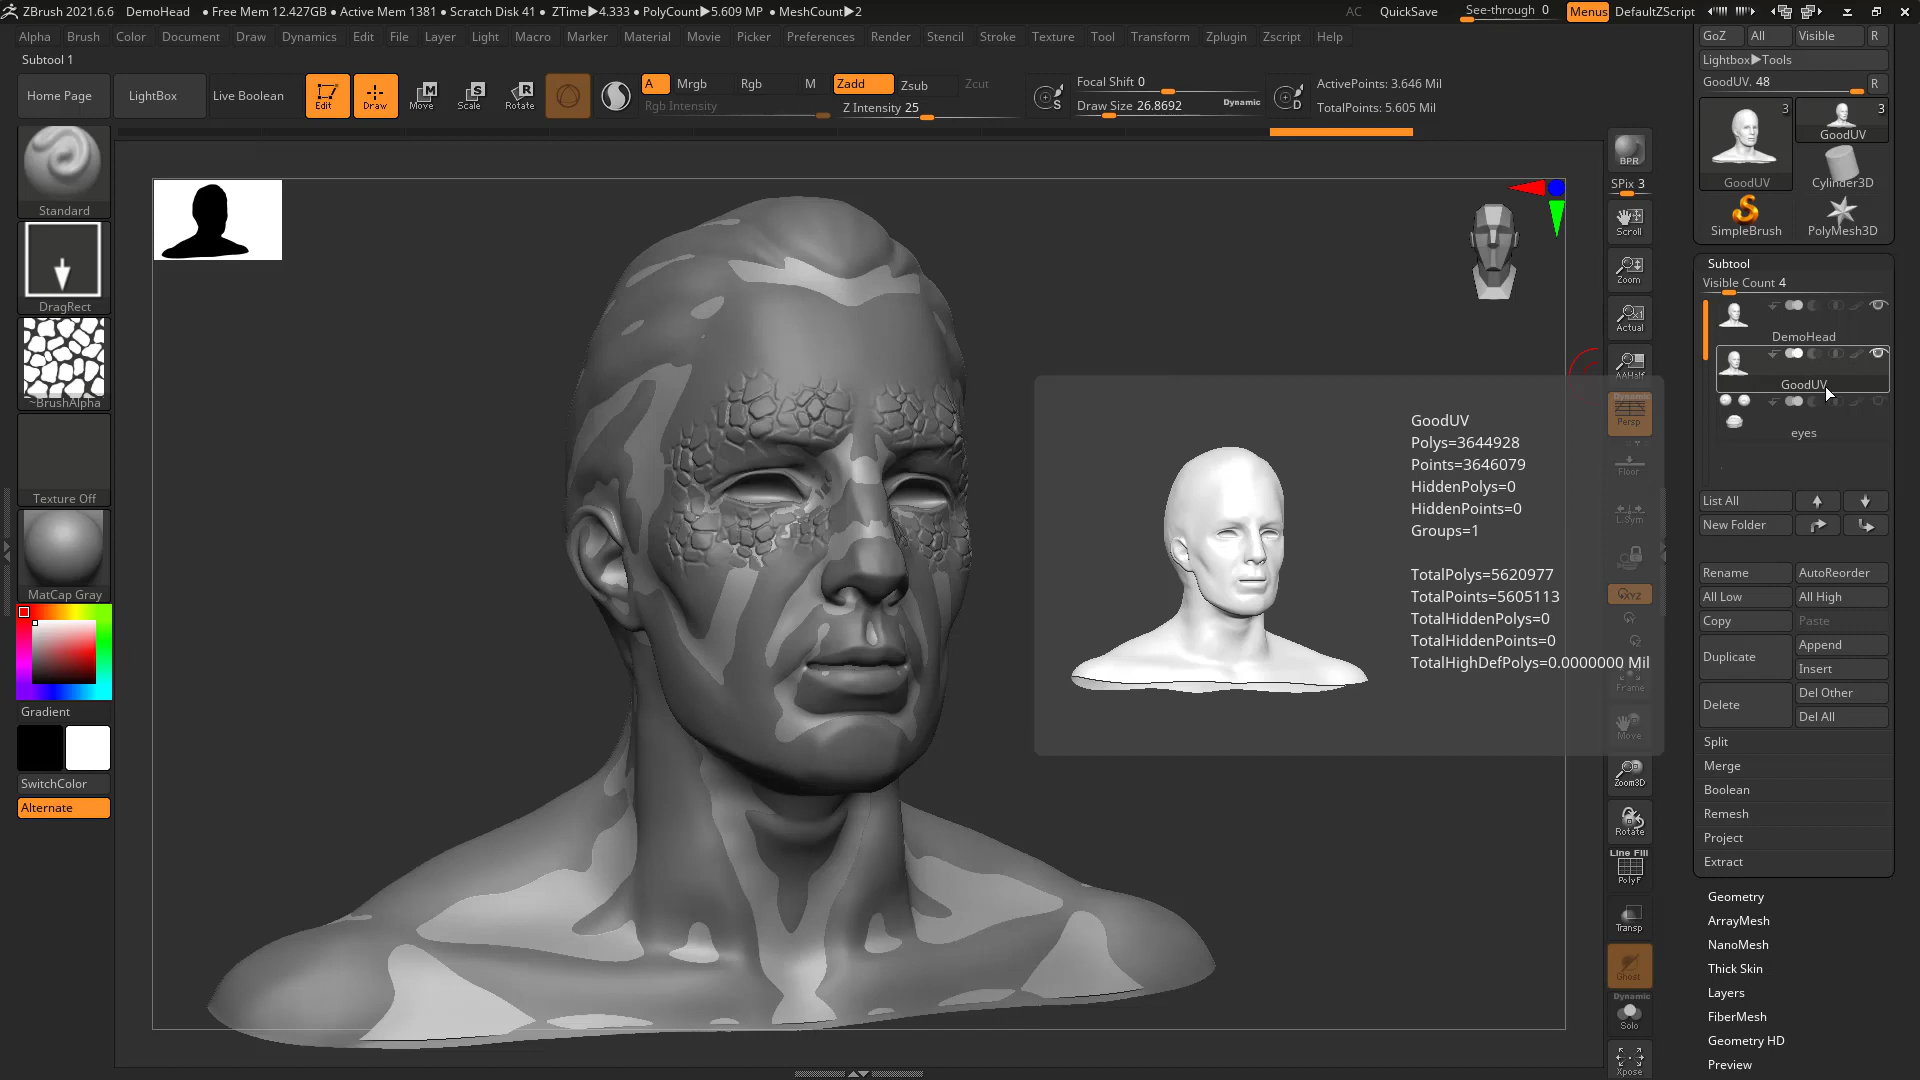 ZBrush 2021.6.6 DemoHead • Free Mem 12.427GB • Active Mem 1381 • Scratch Disk 41 • ZTime▶4.333 • PolyCount▶5.609 MP • MeshCount▶2 AC QuickSave See-through 0 Menus DefaultZScript
Alpha Brush Color Document Draw Dynamics Edit File Layer Light Macro Marker Material Movie Picker Preferences Render Stencil Stroke Texture Tool Transform Zplugin Zscript Help
Subtool 1
Home Page LightBox Live Boolean Edit Draw Move Scale Rotate
A Mrgb Rgb M Zadd Zsub Zcut
Rgb Intensity Z Intensity 25
Focal Shift 0
Draw Size 26.8692 Dynamic
ActivePoints: 3.646 Mil
TotalPoints: 5.605 Mil
Standard
DragRect
~BrushAlpha
Texture Off
MatCap Gray
Gradient
SwitchColor
Alternate
GoodUV
Polys=3644928
Points=3646079
HiddenPolys=0
HiddenPoints=0
Groups=1
TotalPolys=5620977
TotalPoints=5605113
TotalHiddenPolys=0
TotalHiddenPoints=0
TotalHighDefPolys=0.0000000 Mil
BPR
SPix 3
Scroll
Zoom
Actual
AAHalf
Dynamic
Persp
Floor
L.Sym
XYZ
Frame
Move
Zoom3D
Rotate
Line Fill
PolyF
Transp
Ghost
Dynamic
Solo
Xpose
GoZ All Visible R
Lightbox▶Tools
GoodUV. 48 R
3 3
GoodUV GoodUV
Cylinder3D
SimpleBrush PolyMesh3D
Subtool
Visible Count 4
DemoHead
GoodUV
eyes
List All
New Folder
Rename AutoReorder
All Low All High
Copy Paste
Duplicate Append
Insert
Delete Del Other
Del All
Split
Merge
Boolean
Remesh
Project
Extract
Geometry
ArrayMesh
NanoMesh
Thick Skin
Layers
FiberMesh
Geometry HD
Preview